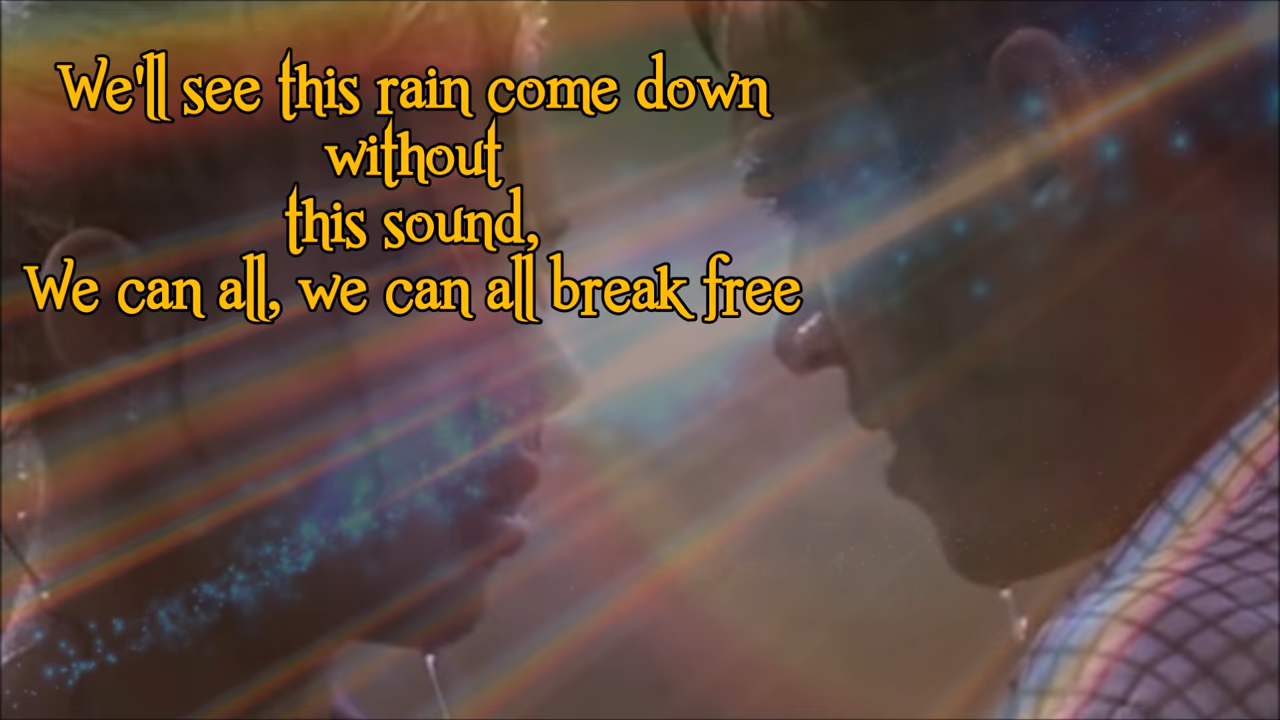 We'll see this rain come down
without
this sound,
We can all, we can all break free